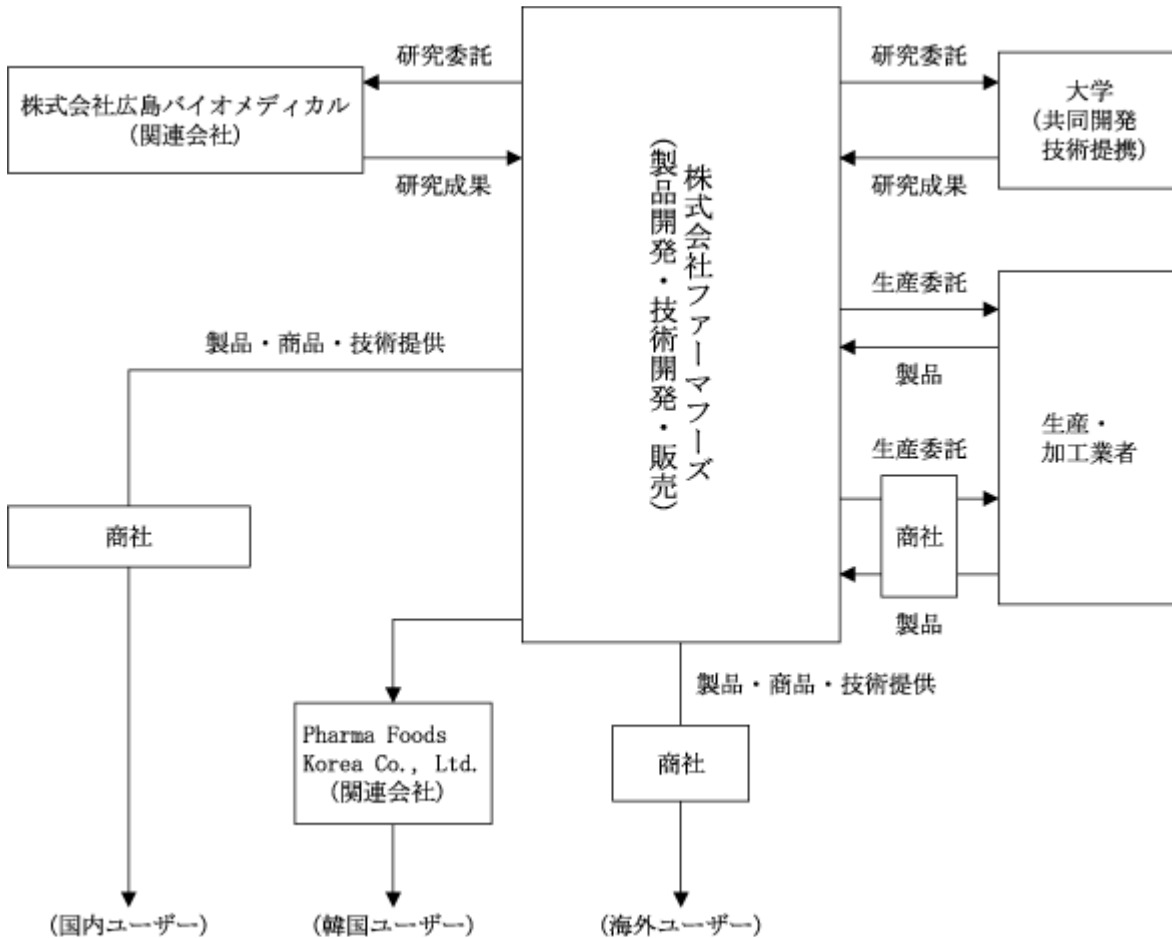 研究委託
株式会社広島バイオメディカル
(関連会社)
研究成果
株式会社ファーマフーズ
(製品開発・技術開発・販売)
研究委託
大学
(共同開発
技術提携)
研究成果
生産委託
製品
生産・
加工業者
生産委託
商社
製品
製品・商品・技術提供
商社
Pharma Foods
Korea Co., Ltd.
(関連会社)
製品・商品・技術提供
商社
(国内ユーザー)
(韓国ユーザー)
(海外ユーザー)